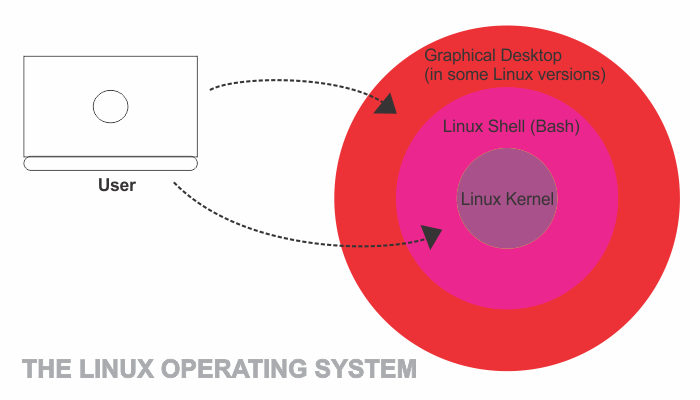 Graphical Desktop
(in some Linux versions)
Linux Shell (Bash)
Linux Kernel
User
THE LINUX OPERATING SYSTEM